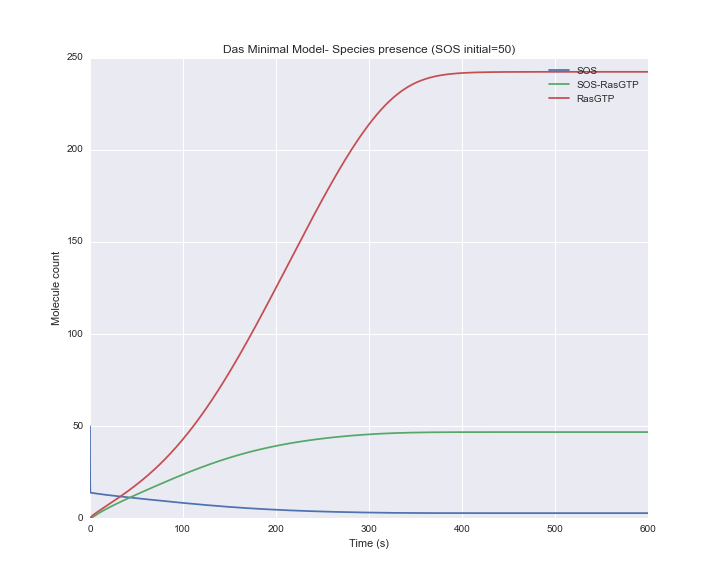 Das Minimal Model- Species presence (SOS initial=50)
250
200
150
100
50
0
Molecule count
SOS
SOS-RasGTP
RasGTP
0 100 200 300 400 500 600
Time (s)